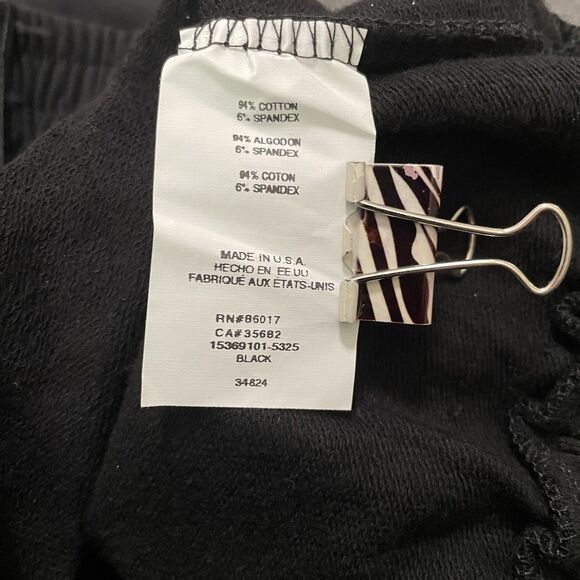 94% COTTON
6% SPANDEX
94% ALGODON
6% SPANDEX
94% COTON
6% SPANDEX
MADE IN U.S.A.
HECHO EN EE.UU
FABRIQUÉ AUX ÉTATS-UNIS
RN#86017
CA#35682
15369101-5325
BLACK
34824